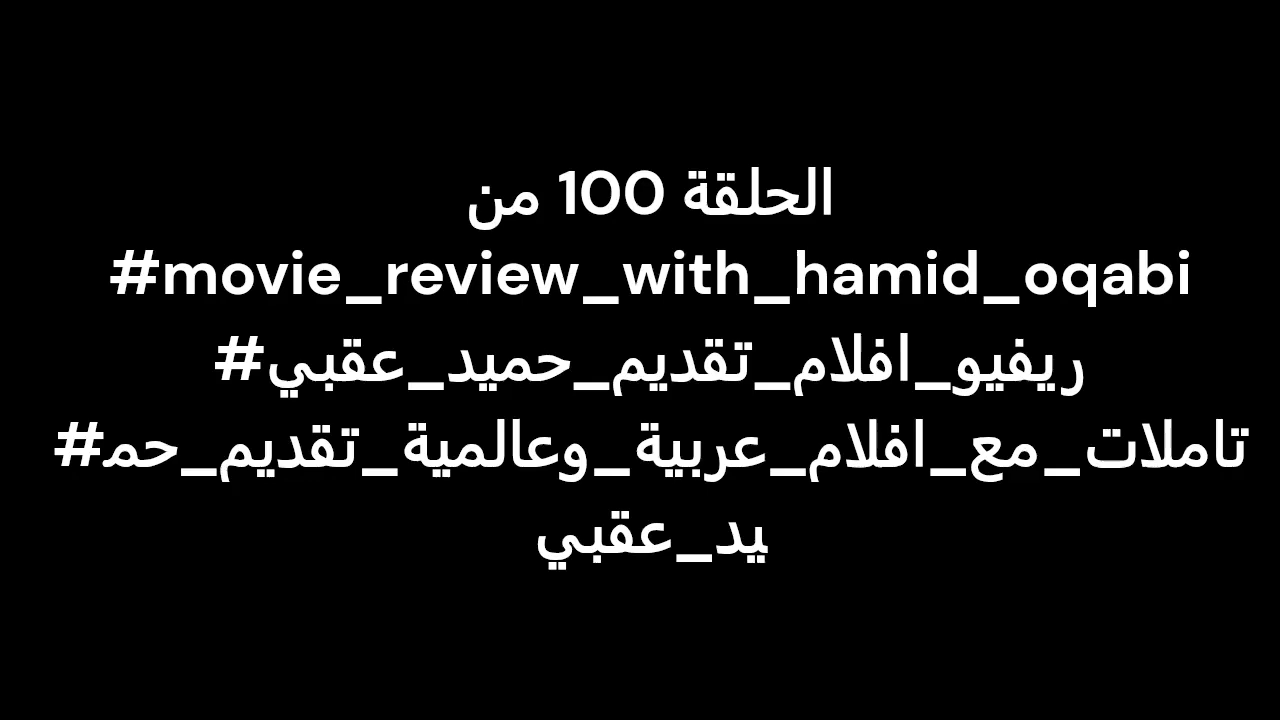 الحلقة 100 من
#movie_review_with_hamid_oqabi
#ريفيو_افلام_تقديم_حميد_عقبي
#تاملات_مع_افلام_عربية_وعالمية_تقديم_حم
يد_عقبي